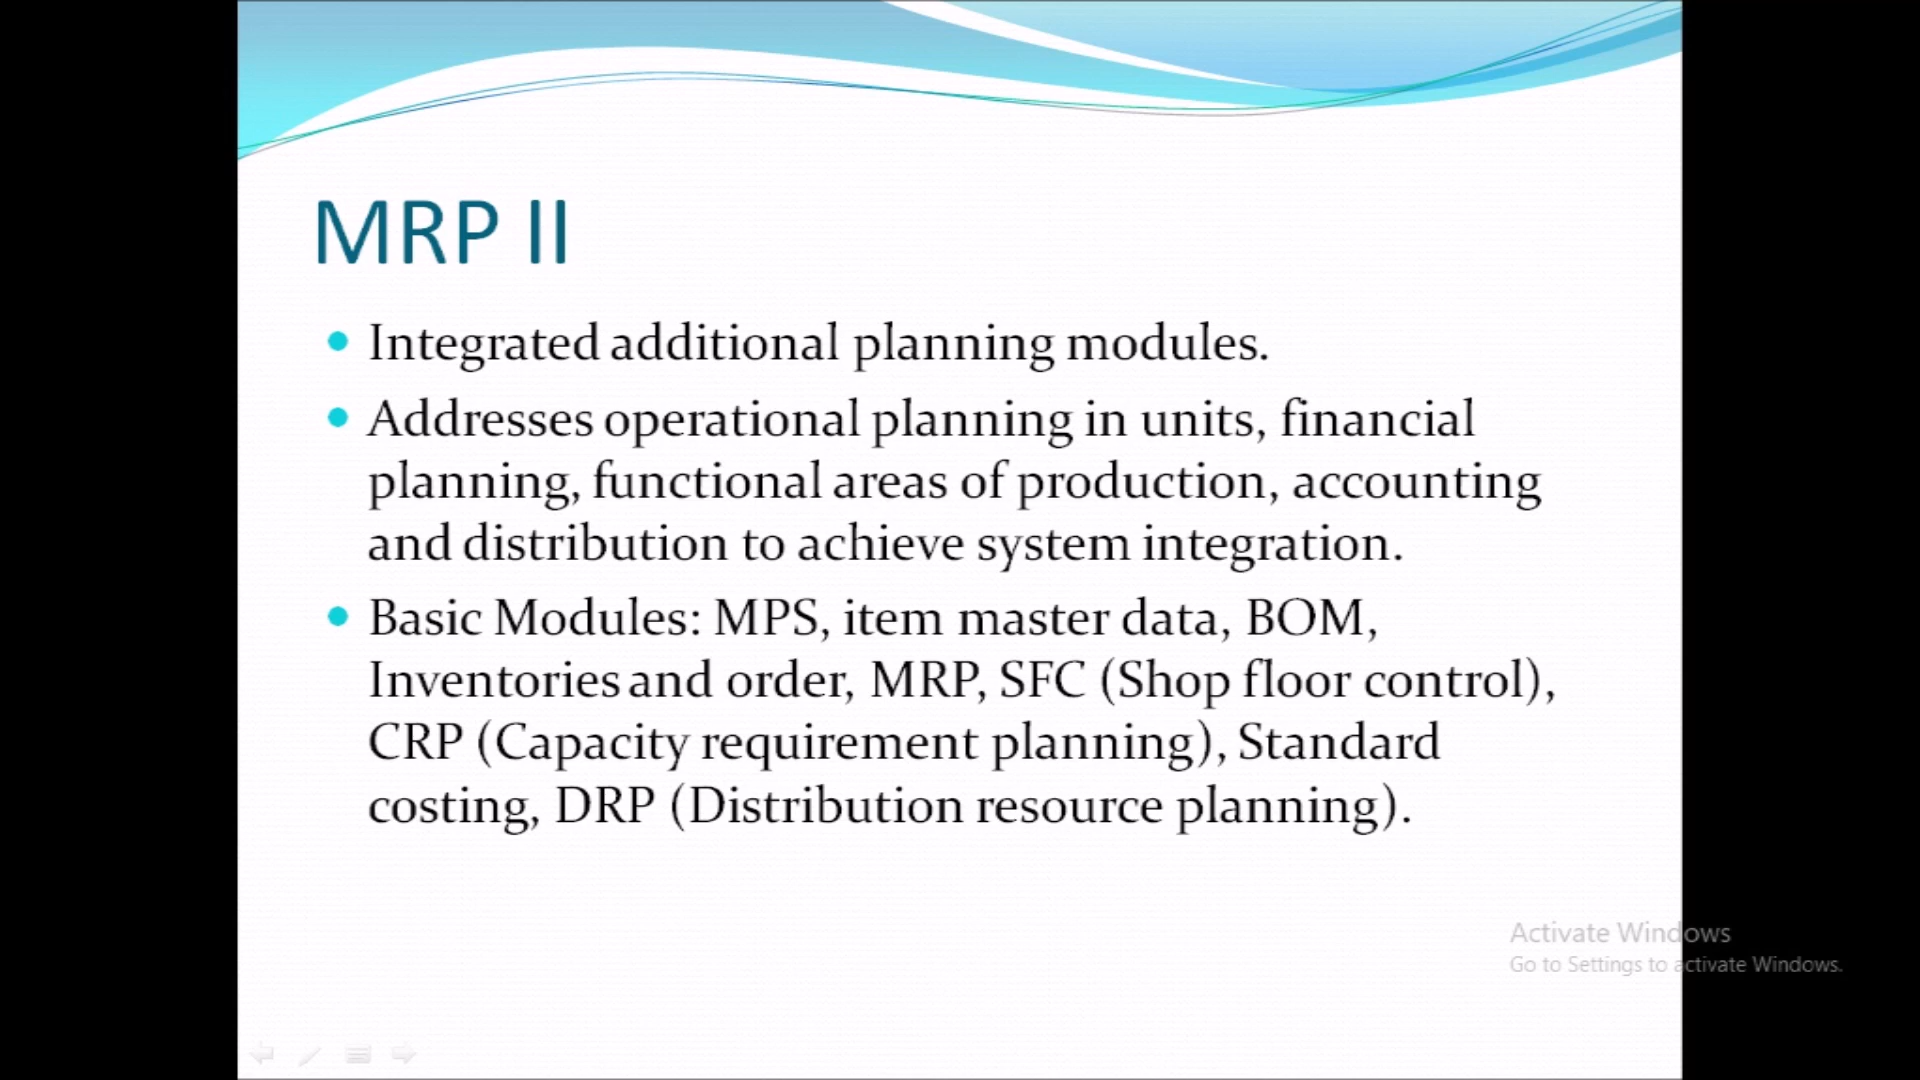 MRP II
Integrated additional planning modules.
Addresses operational planning in units, financial
planning, functional areas of production, accounting
and distribution to achieve system integration.
Basic Modules: MPS, item master data, BOM,
Inventories and order, MRP, SFC (Shop floor control),
CRP (Capacity requirement planning), Standard
costing, DRP (Distribution resource planning).
Activate Windows
Go to Settings to activate Windows.